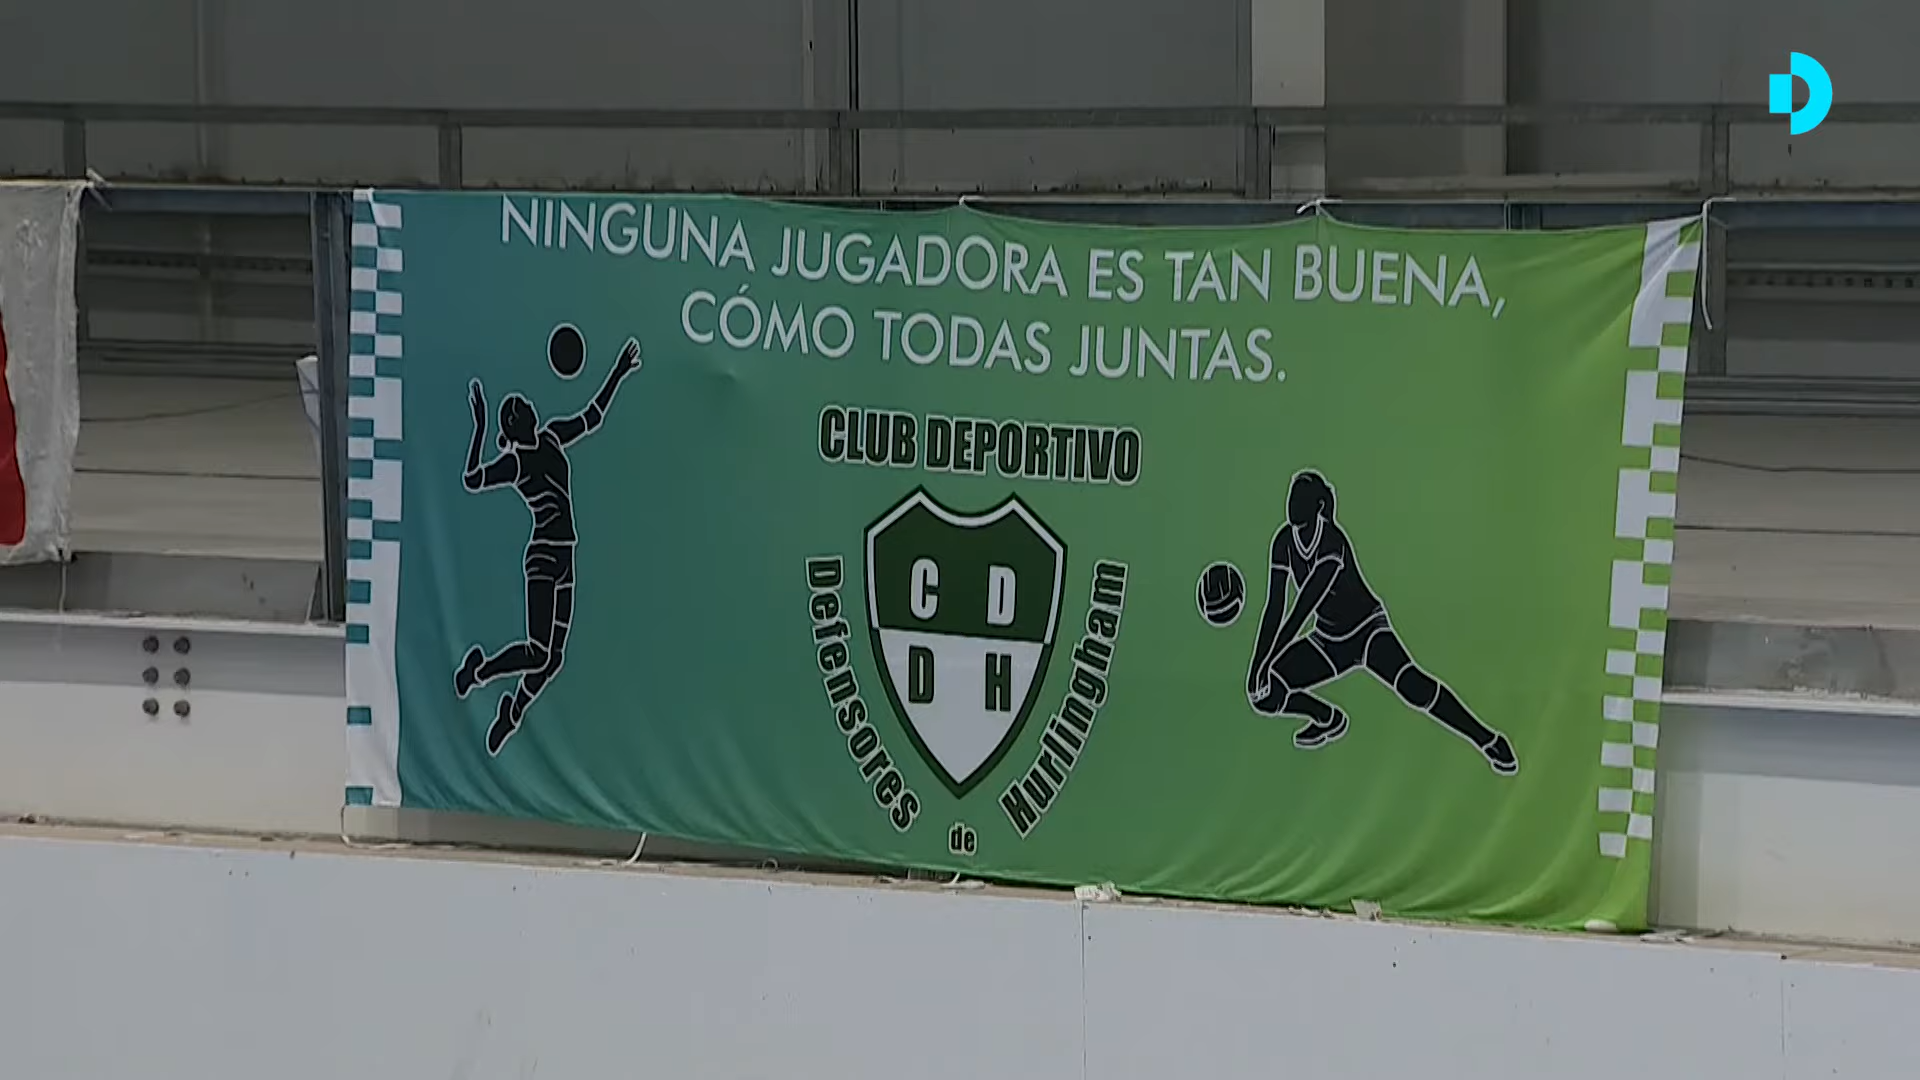 NINGUNA JUGADORA ES TAN BUENA,
CÓMO TODAS JUNTAS.
CLUB DEPORTIVO
C D
D H
Defensores
de
Hurlingham